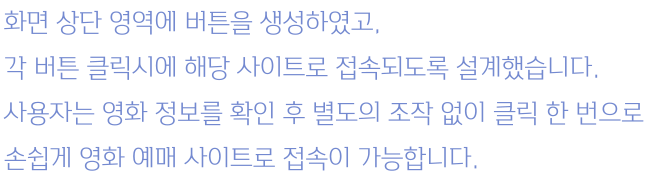 화면 상단 영역에 버튼을 생성하였고,
각 버튼 클릭시에 해당 사이트로 접속되도록 설계했습니다.
사용자는 영화 정보를 확인 후 별도의 조작 없이 클릭 한 번으로
손쉽게 영화 예매 사이트로 접속이 가능합니다.